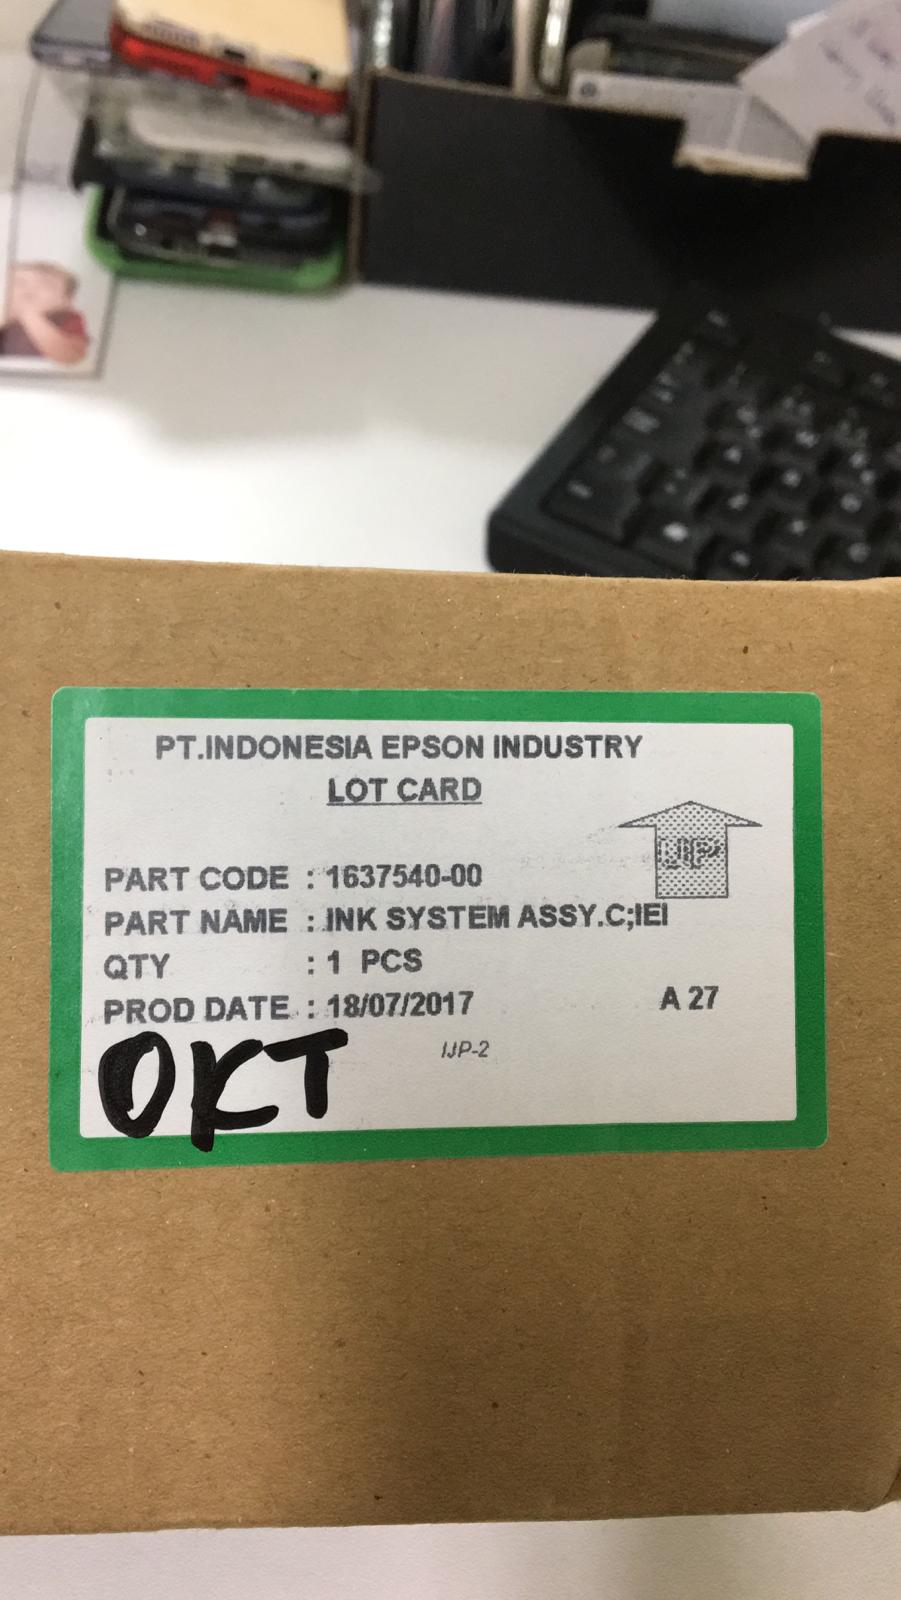 PT.INDONESIA EPSON INDUSTRY
LOT CARD
IJP
PART CODE : 1637540-00
PART NAME : INK SYSTEM ASSY.C;IEI
QTY : 1 PCS
PROD DATE : 18/07/2017 A 27
IJP-2
OKT